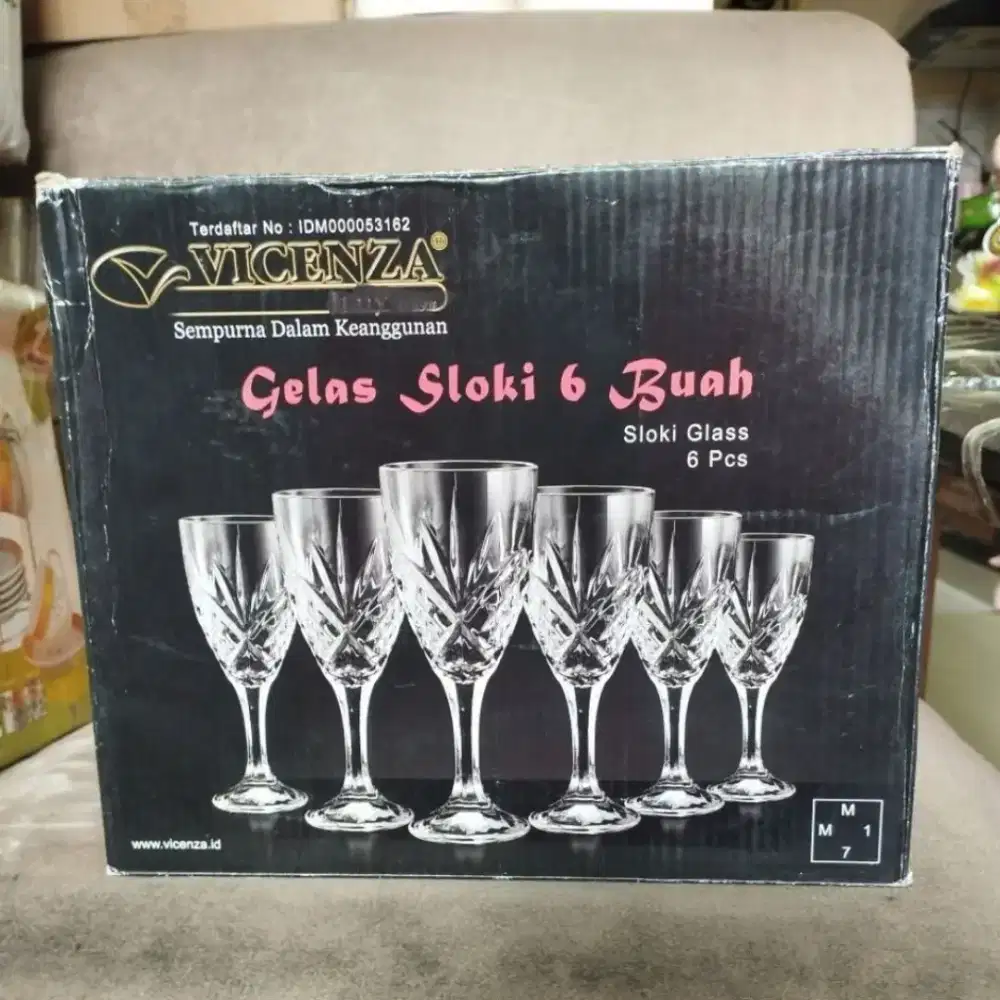 Terdaftar No : IDM000053162
VICENZA®
Sempurna Dalam Keanggunan
Gelas Sloki 6 Buah
Sloki Glass
6 Pcs
M
M 1
7
www.vicenza.id